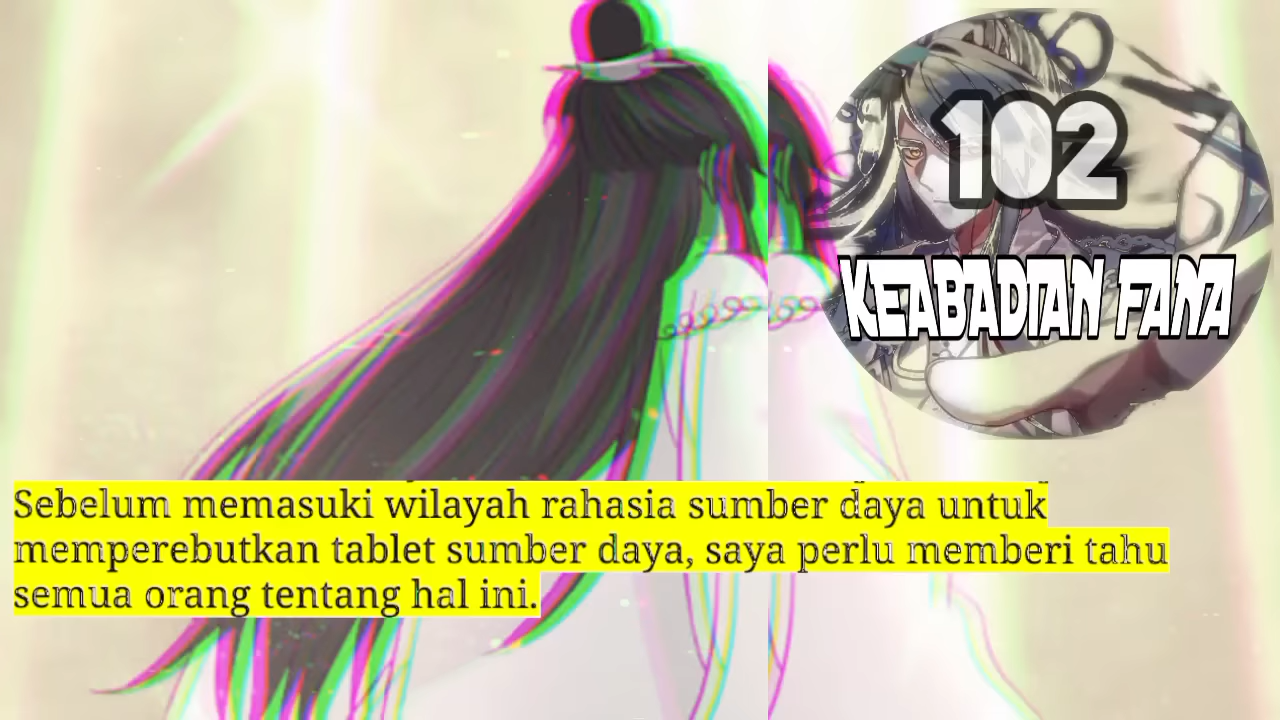 102
KEABADIAN FANA
Sebelum memasuki wilayah rahasia sumber daya untuk
memperebutkan tablet sumber daya, saya perlu memberi tahu
semua orang tentang hal ini.